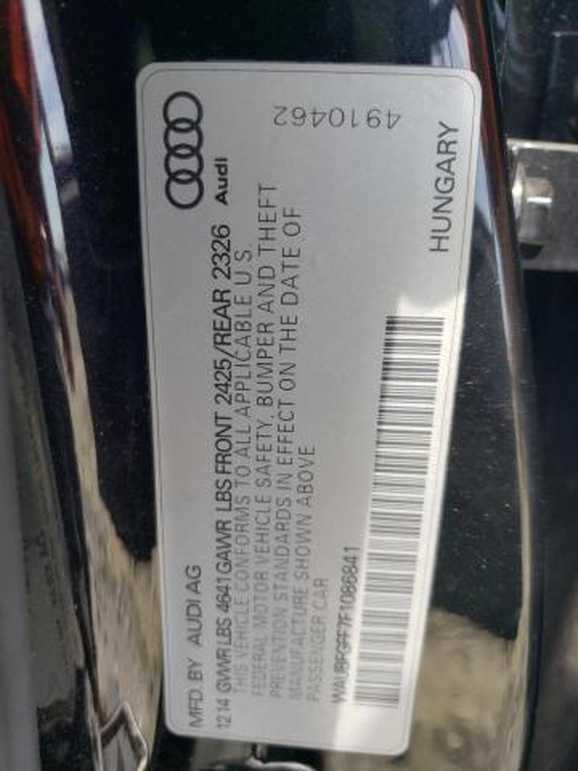 4910462
Audi
MFD. BY AUDI AG
12 14 GVWR LBS 4641 GAWR LBS FRONT 2425/REAR 2326
THIS VEHICLE CONFORMS TO ALL APPLICABLE U.S.
FEDERAL MOTOR VEHICLE SAFETY, BUMPER AND THEFT
PREVENTION STANDARDS IN EFFECT ON THE DATE OF
MANUFACTURE SHOWN ABOVE
PASSENGER CAR
WAUBFGFF7F1086841
HUNGARY